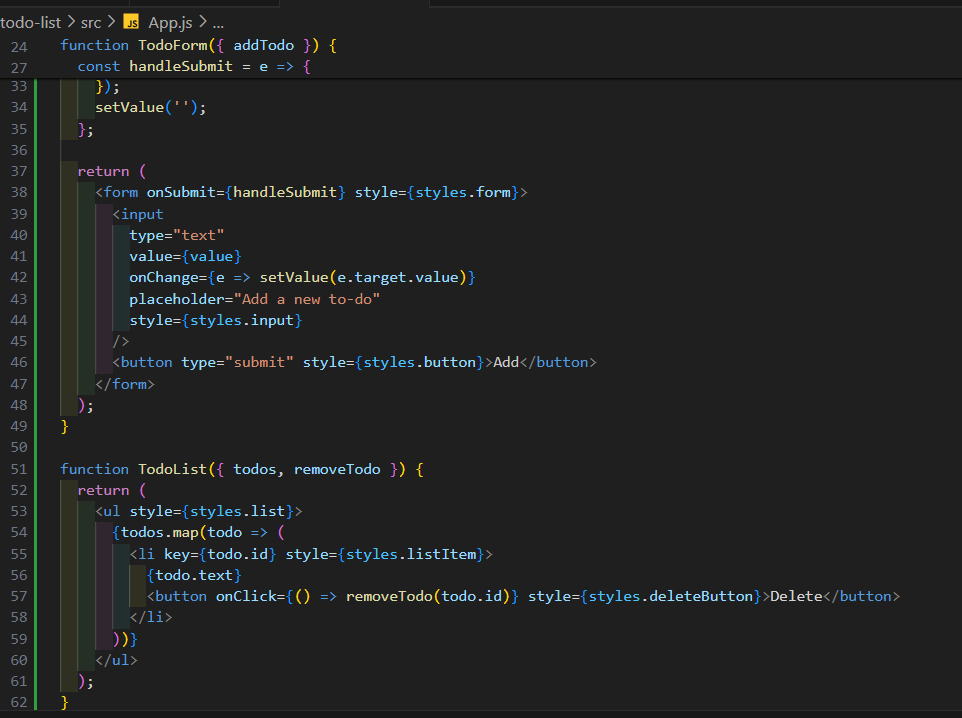 todo-list > src > JS App.js > ...
24 function TodoForm({ addTodo }) {
27   const handleSubmit = e => {
33     });
34     setValue('');
35   };
36
37   return (
38     <form onSubmit={handleSubmit} style={styles.form}>
39       <input
40         type="text"
41         value={value}
42         onChange={e => setValue(e.target.value)}
43         placeholder="Add a new to-do"
44         style={styles.input}
45       />
46       <button type="submit" style={styles.button}>Add</button>
47     </form>
48   );
49 }
50
51 function TodoList({ todos, removeTodo }) {
52   return (
53     <ul style={styles.list}>
54       {todos.map(todo => (
55         <li key={todo.id} style={styles.listItem}>
56           {todo.text}
57           <button onClick={() => removeTodo(todo.id)} style={styles.deleteButton}>Delete</button>
58         </li>
59       ))}
60     </ul>
61   );
62 }